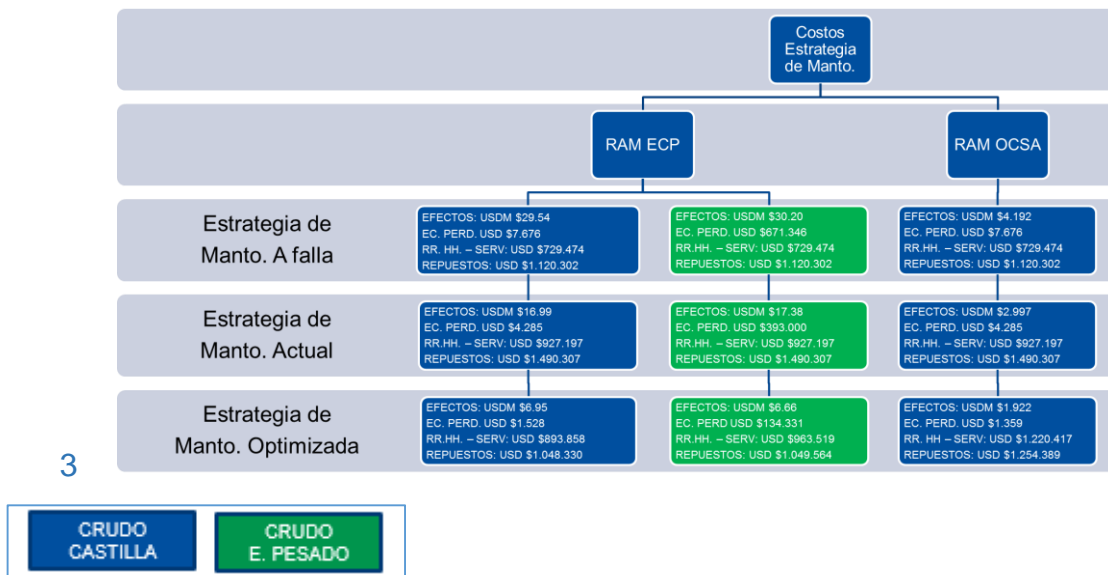 Costos
Estrategia
de Manto.
RAM ECP
RAM OCSA
Estrategia de
Manto. A falla
EFECTOS: USDM $29.54
EC. PERD. USD $7.676
RR. HH. – SERV: USD $729.474
REPUESTOS: USD $1.120.302
EFECTOS: USDM $30.20
EC. PERD. USD $671.346
RR.HH. – SERV: USD $729.474
REPUESTOS: USD $1.120.302
EFECTOS: USDM $4.192
EC. PERD. USD $7.676
RR.HH. – SERV: USD $729.474
REPUESTOS: USD $1.120.302
Estrategia de
Manto. Actual
EFECTOS: USDM $16.99
EC. PERD. USD $4.285
RR.HH. – SERV: USD $927.197
REPUESTOS: USD $1.490.307
EFECTOS: USDM $17.38
EC. PERD. USD $393.000
RR.HH. – SERV: USD $927.197
REPUESTOS: USD $1.490.307
EFECTOS: USDM $2.997
EC. PERD. USD $4.285
RR.HH. – SERV: USD $927.197
REPUESTOS: USD $1.490.307
Estrategia de
Manto. Optimizada
EFECTOS: USDM $6.95
EC. PERD. USD $1.528
RR.HH. – SERV: USD $893.858
REPUESTOS: USD $1.048.330
EFECTOS: USDM $6.66
EC. PERD USD $134.331
RR.HH. – SERV: USD $963.519
REPUESTOS: USD $1.049.564
EFECTOS: USDM $1.922
EC. PERD. USD $1.359
RR. HH – SERV: USD $1.220.417
REPUESTOS: USD $1.254.389
3
CRUDO
CASTILLA
CRUDO
E. PESADO